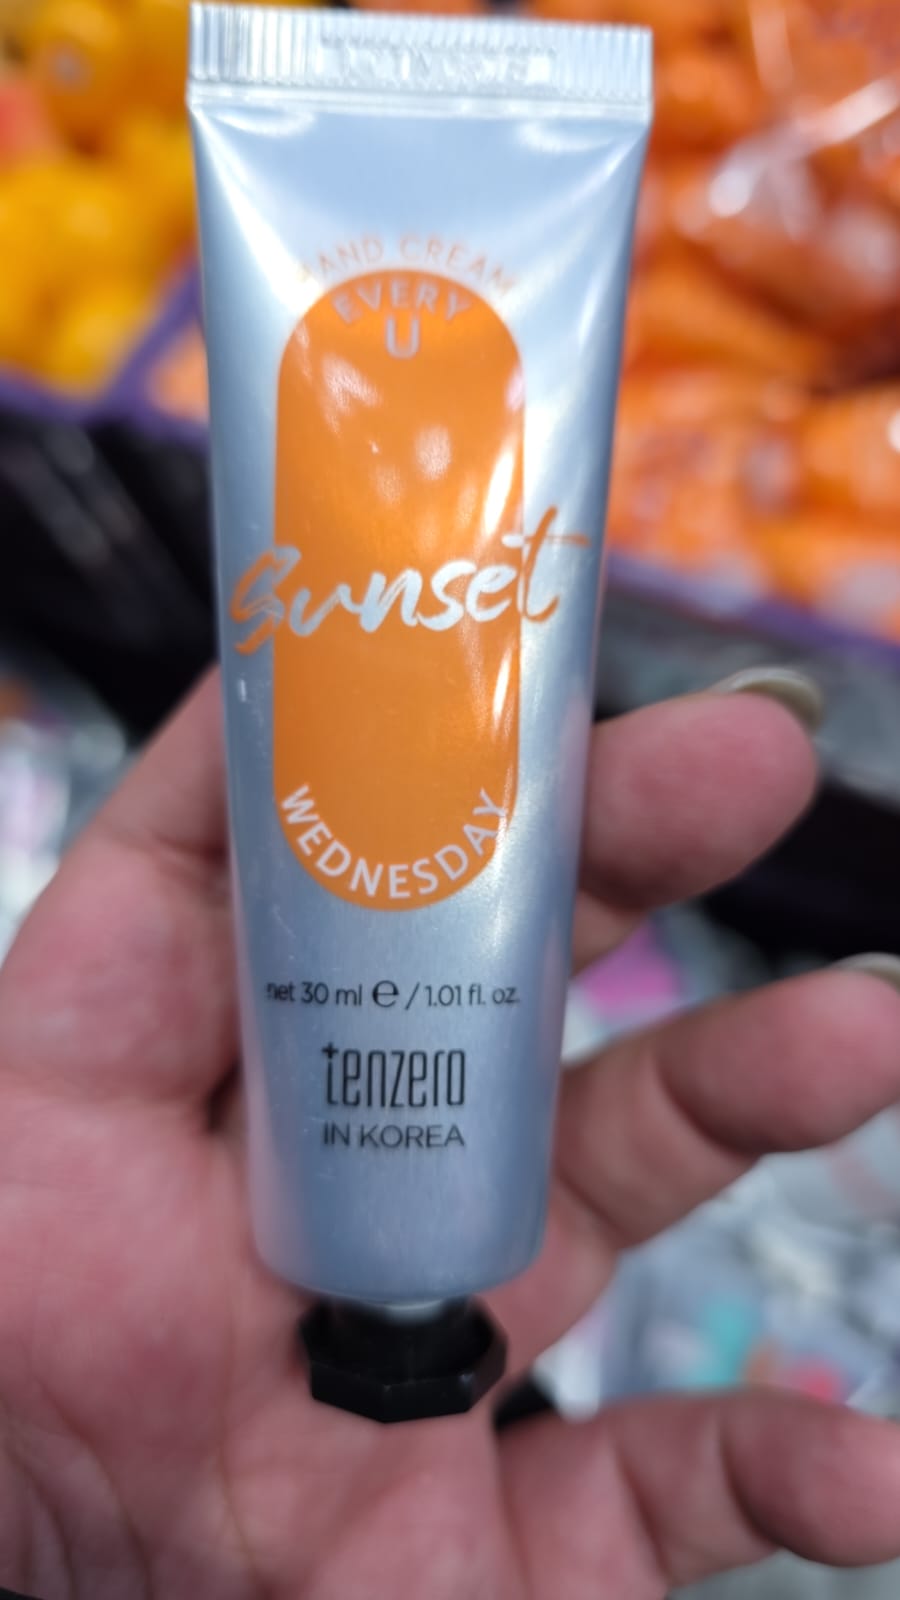 HAND CREAM
EVERY
U
Sunset
WEDNESDAY
net 30 ml ℮ / 1.01 fl. oz.
tenzero
IN KOREA